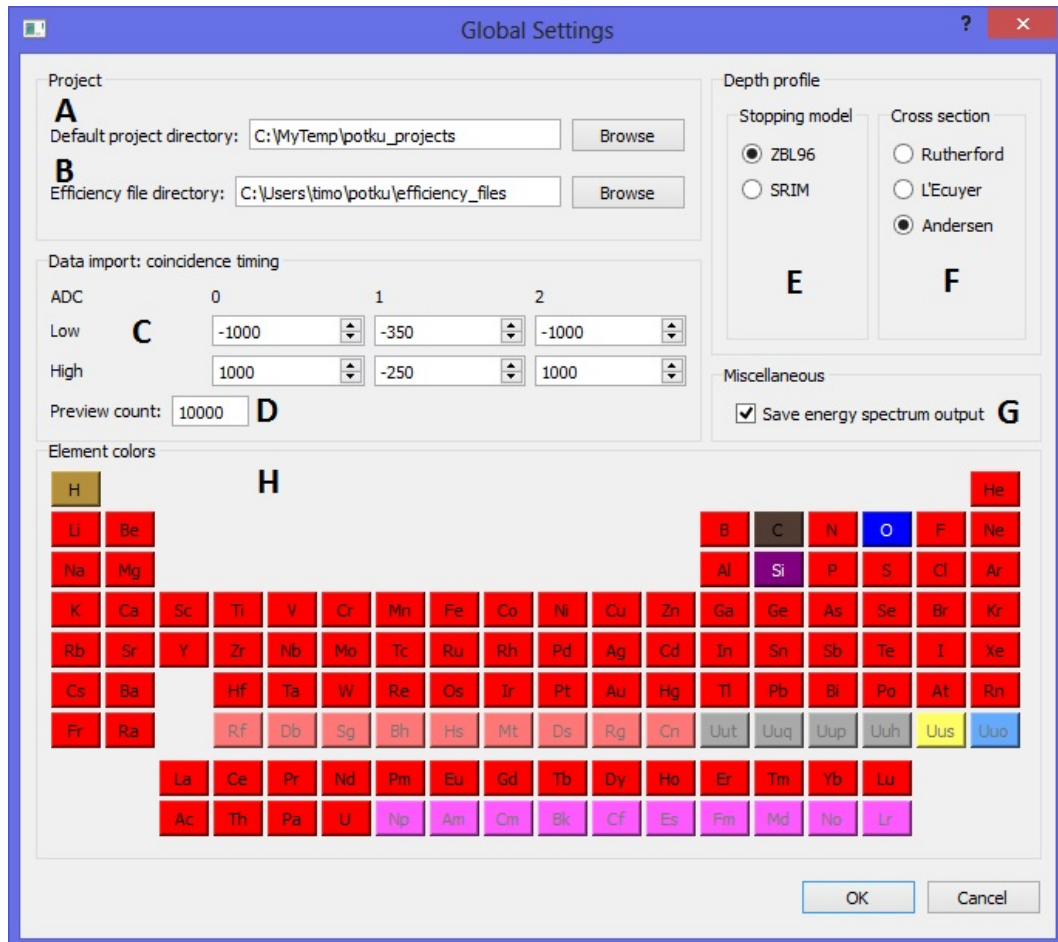 Global Settings
?
×
Project
A
Default project directory: C:\MyTemp\potku_projects Browse
B
Efficiency file directory: C:\Users\timo\potku\efficiency_files Browse
Depth profile
Stopping model
ZBL96
SRIM
E
Cross section
Rutherford
L'Ecuyer
Andersen
F
Data import: coincidence timing
ADC 0 1 2
Low C -1000 -350 -1000
High 1000 -250 1000
Preview count: 10000 D
Miscellaneous
Save energy spectrum output G
Element colors
H
H He
Li Be B C N O F Ne
Na Mg Al Si P S Cl Ar
K Ca Sc Ti V Cr Mn Fe Co Ni Cu Zn Ga Ge As Se Br Kr
Rb Sr Y Zr Nb Mo Tc Ru Rh Pd Ag Cd In Sn Sb Te I Xe
Cs Ba Hf Ta W Re Os Ir Pt Au Hg Tl Pb Bi Po At Rn
Fr Ra Rf Db Sg Bh Hs Mt Ds Rg Cn Uut Uuq Uup Uuh Uus Uuo
La Ce Pr Nd Pm Eu Gd Tb Dy Ho Er Tm Yb Lu
Ac Th Pa U Np Am Cm Bk Cf Es Fm Md No Lr
OK Cancel